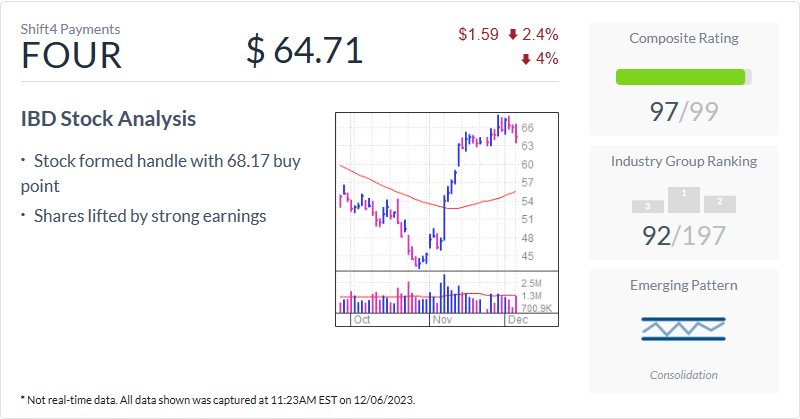 Shift4 Payments
FOUR
$ 64.71
$1.59 2.4%
4%
IBD Stock Analysis
• Stock formed handle with 68.17 buy
point
• Shares lifted by strong earnings
66
63
60
57
54
51
48
45
2.5M
1.3M
700.9K
Oct
Nov
Dec
Composite Rating
97/99
Industry Group Ranking
3
1
2
92/197
Emerging Pattern
Consolidation
* Not real-time data. All data shown was captured at 11:23AM EST on 12/06/2023.